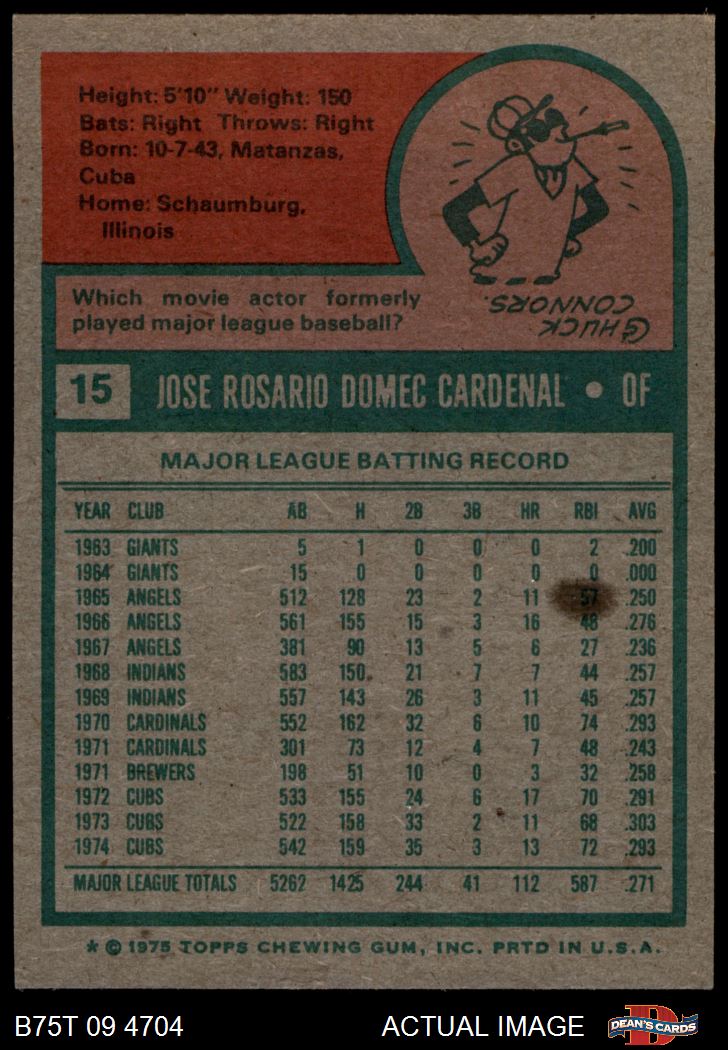 Height: 5'10" Weight: 150
Bats: Right Throws: Right
Born: 10-7-43, Matanzas,
Cuba
Home: Schaumburg,
Illinois
Which movie actor formerly
played major league baseball?
CHUCK
CONNORS.
15 JOSE ROSARIO DOMEC CARDENAL • OF
MAJOR LEAGUE BATTING RECORD
YEAR CLUB AB H 2B 3B HR RBI AVG
1963 GIANTS 5 1 0 0 0 2 .200
1964 GIANTS 15 0 0 0 0 0 .000
1965 ANGELS 512 128 23 2 11 57 .250
1966 ANGELS 561 155 15 3 16 48 .276
1967 ANGELS 381 90 13 5 6 27 .236
1968 INDIANS 583 150 21 7 7 44 .257
1969 INDIANS 557 143 26 3 11 45 .257
1970 CARDINALS 552 162 32 6 10 74 .293
1971 CARDINALS 301 73 12 4 7 48 .243
1971 BREWERS 198 51 10 0 3 32 .258
1972 CUBS 533 155 24 6 17 70 .291
1973 CUBS 522 158 33 2 11 68 .303
1974 CUBS 542 159 35 3 13 72 .293
MAJOR LEAGUE TOTALS 5262 1425 244 41 112 587 .271
* © 1975 TOPPS CHEWING GUM, INC. PRTD IN U.S.A.
B75T 09 4704 ACTUAL IMAGE D DEAN'S CARDS